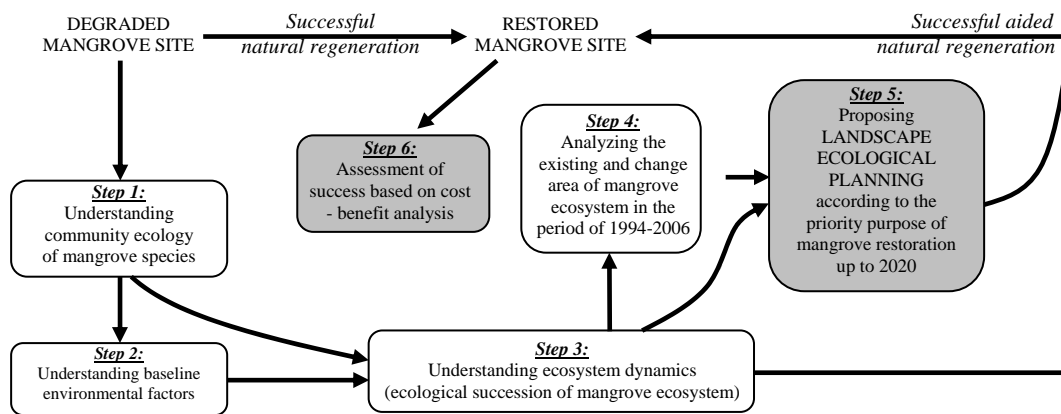 DEGRADED
MANGROVE SITE
Successful
natural regeneration
RESTORED
MANGROVE SITE
Successful aided
natural regeneration
Step 6:
Assessment of
success based on cost
- benefit analysis
Step 4:
Analyzing the
existing and change
area of mangrove
ecosystem in the
period of 1994-2006
Step 5:
Proposing
LANDSCAPE
ECOLOGICAL
PLANNING
according to the
priority purpose of
mangrove restoration
up to 2020
Step 1:
Understanding
community ecology
of mangrove species
Step 2:
Understanding baseline
environmental factors
Step 3:
Understanding ecosystem dynamics
(ecological succession of mangrove ecosystem)